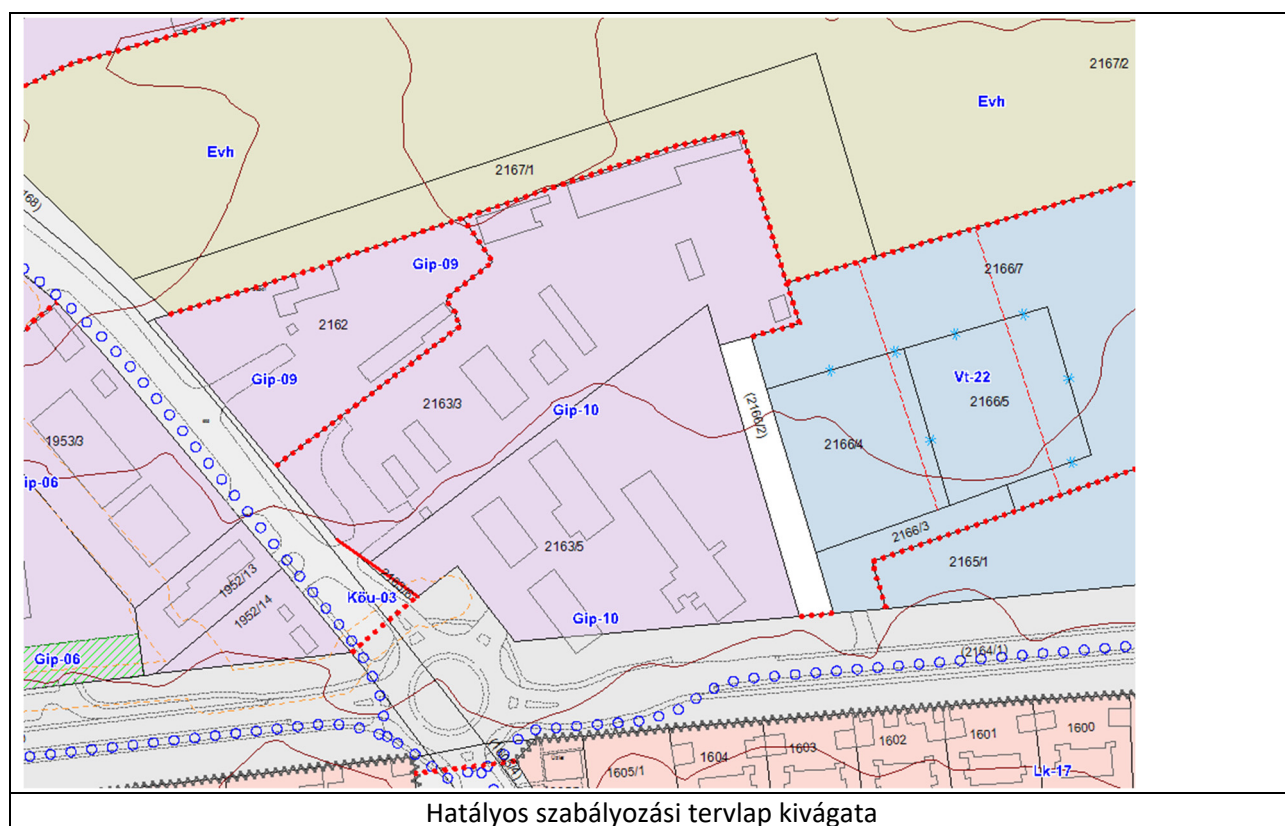 2167/2
Evh
Evh
2167/1
168)
2166/7
Gip-09
2162
Vt-22
Gip-09
2163/3
2166/5
Gip-10
(2166/2)
2166/4
1953/3
ip-06
2166/3
2163/5
2165/1
1952/13
Köu-03
1952/14
Gip-10
Gip-06
(2164/1)
1600
1601
1602
1603
1604
1605/1
Lk-17
Hatályos szabályozási tervlap kivágata